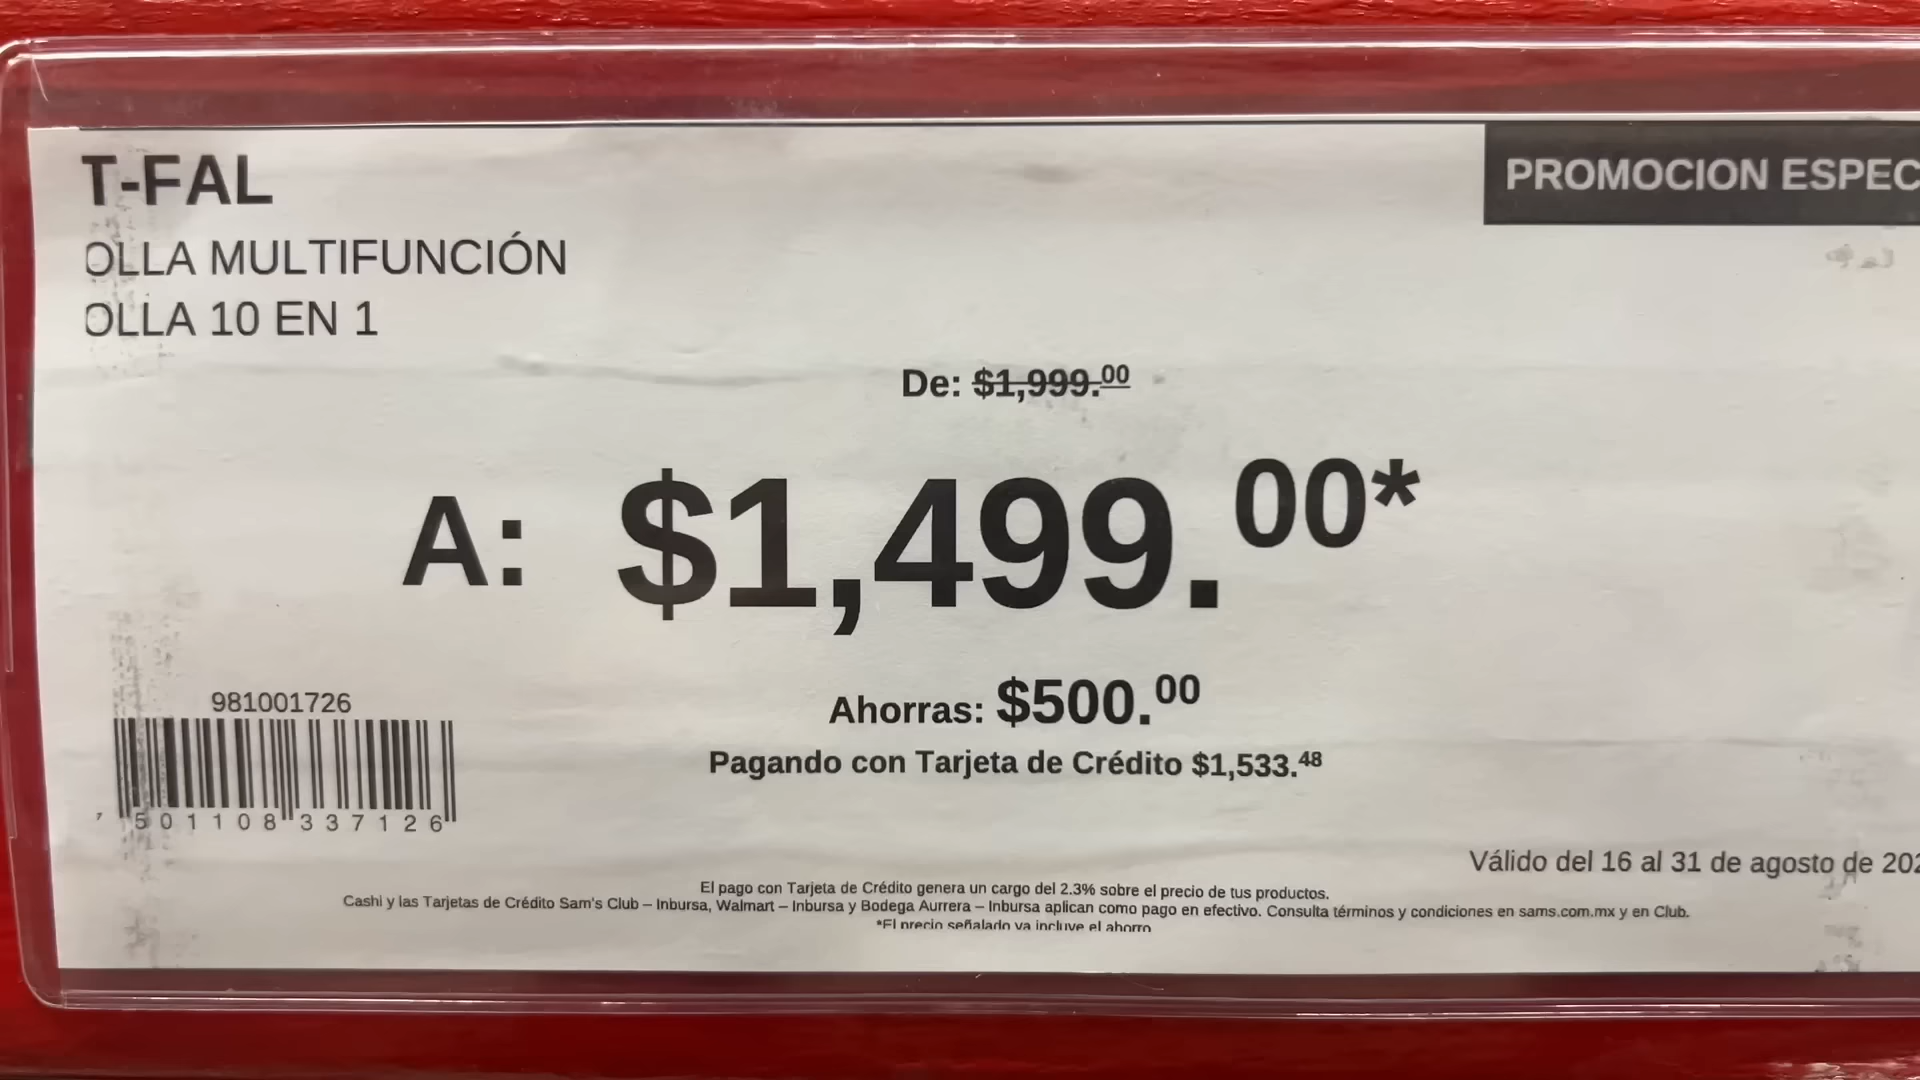 T-FAL
PROMOCION ESPEC
OLLA MULTIFUNCIÓN
OLLA 10 EN 1
De: $1,999.00
A: $1,499.00*
Ahorras: $500.00
Pagando con Tarjeta de Crédito $1,533.48
981001726
7 501108 337126
Válido del 16 al 31 de agosto de 202
El pago con Tarjeta de Crédito genera un cargo del 2.3% sobre el precio de tus productos.
Cashi y las Tarjetas de Crédito Sam's Club – Inbursa, Walmart – Inbursa y Bodega Aurrera – Inbursa aplican como pago en efectivo. Consulta términos y condiciones en sams.com.mx y en Club.
*El precio señalado ya incluye el ahorro